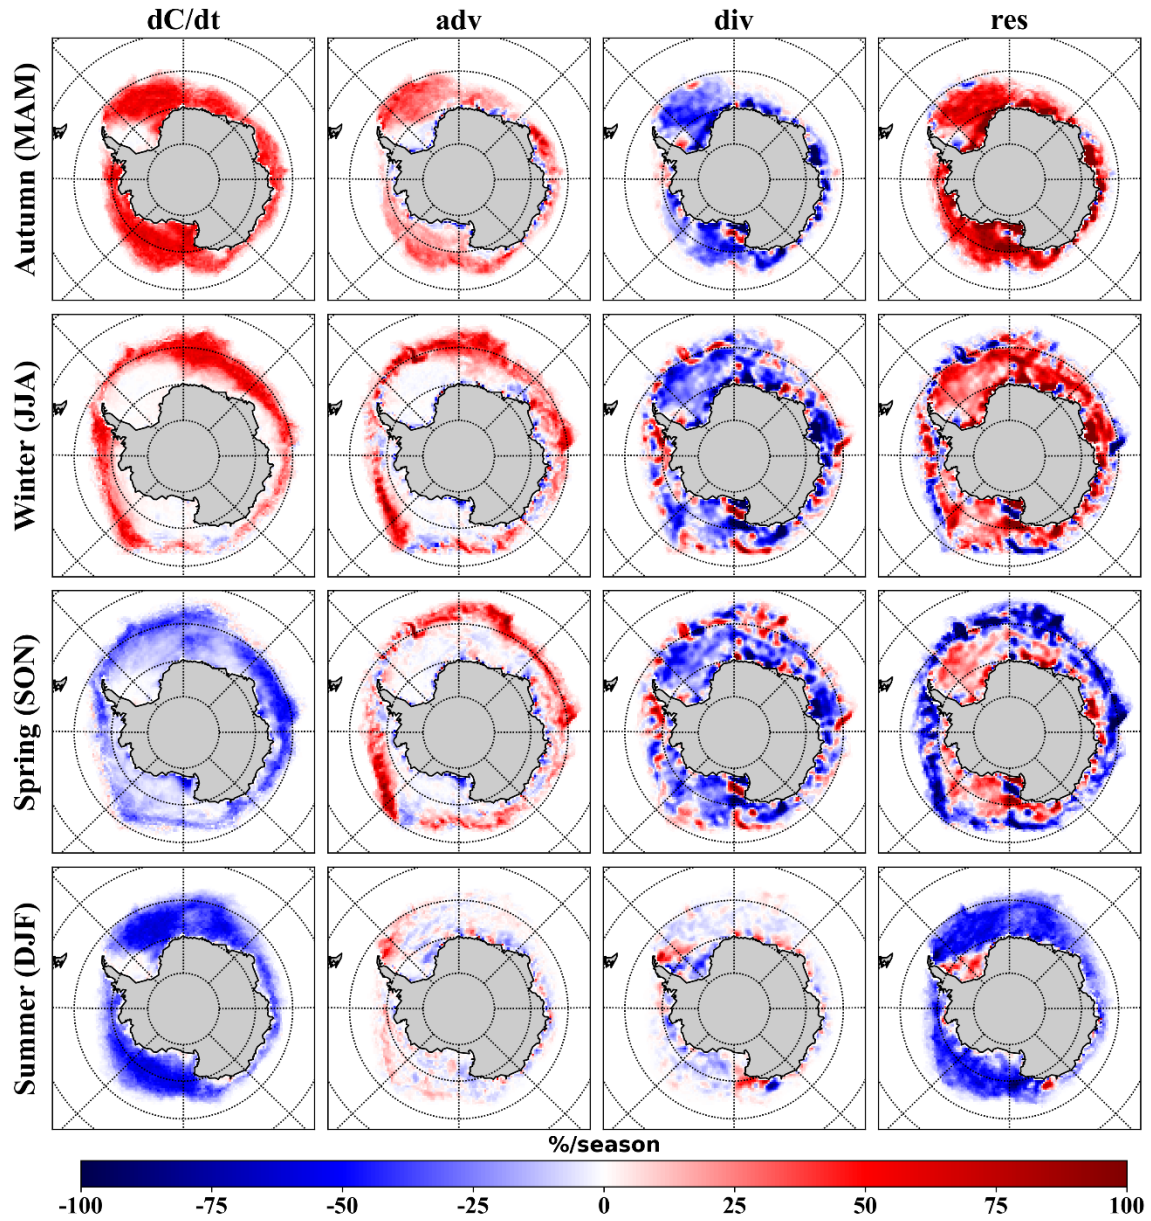 dC/dt adv div res
Autumn (MAM)
Winter (JJA)
Spring (SON)
Summer (DJF)
%/season
-100 -75 -50 -25 0 25 50 75 100